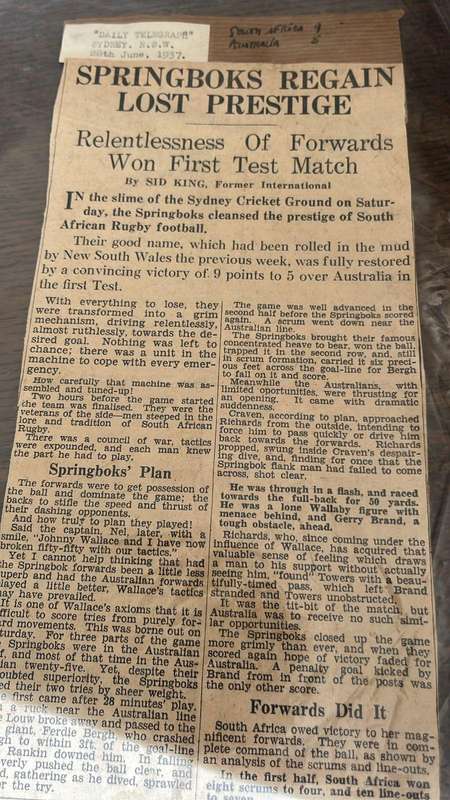 "DAILY TELEGRAPH"
SYDNEY. N.S.W.
28th June, 1937.
South Africa 9
Australia 5
SPRINGBOKS REGAIN
LOST PRESTIGE
Relentlessness Of Forwards
Won First Test Match
By SID KING, Former International
IN the slime of the Sydney Cricket Ground on Satur-
day, the Springboks cleansed the prestige of South
African Rugby football.
Their good name, which had been rolled in the mud
by New South Wales the previous week, was fully restored
by a convincing victory of 9 points to 5 over Australia in
the first Test.
With everything to lose, they
were transformed into a grim
mechanism, driving relentlessly,
almost ruthlessly, towards the de-
sired goal. Nothing was left to
chance; there was a unit in the
machine to cope with every emer-
gency.
How carefully that machine was as-
sembled and tuned-up!
Two hours before the game started
the team was finalised. They were the
veterans of the side—men steeped in the
lore and tradition of South African
Rugby.
There was a council of war, tactics
were expounded, and each man knew
the part he had to play.
Springboks' Plan
The forwards were to get possession of
the ball and dominate the game; the
backs to stifle the speed and thrust of
their dashing opponents.
And how truly to plan they played!
Said the captain, Nel, later, with a
smile, "Johnny Wallace and I have now
broken fifty-fifty with our tactics."
Yet I cannot help thinking that had
the Springbok forwards been a little less
superb and had the Australian forwards
played a little better, Wallace's tactics
may have prevailed.
It is one of Wallace's axioms that it is
difficult to score tries from purely for-
ward movements. This was borne out on
Saturday. For three parts of the game
Springboks were in the Australian
and most of that time in the Aus-
ian twenty-five. Yet, despite their
oubted superiority, the Springboks
ed their two tries by sheer weight.
e first came after 28 minutes' play.
a ruck near the Australian line
Louw broke away and passed to the
giant, Ferdie Bergh, who crashed
gh to within 3ft. of the goal-line
Rankin downed him. In falling
verly pushed the ball clear, and
d, gathering as he dived, sprawled
r the try.
The game was well advanced in the
second half before the Springboks scored
again. A scrum went down near the
Australian line.
The Springboks brought their famous
concentrated heave to bear, won the ball,
trapped it in the second row, and, still
in scrum formation, carried it six preci-
ous feet across the goal-line for Bergh
to fall on it and score.
Meanwhile the Australians, with
limited opportunities, were thrusting for
an opening. It came with dramatic
suddenness.
Craven, according to plan, approached
Richards from the outside, intending to
force him to pass quickly or drive him
back towards the forwards. Richards
propped, swung inside Craven's despair-
ing dive, and, finding for once that the
Springbok flank man had failed to come
across, shot clear.
He was through in a flash, and raced
towards the full-back for 50 yards.
He was a lone Wallaby figure with
menace behind, and Gerry Brand, a
tough obstacle, ahead.
Richards, who, since coming under the
influence of Wallace, has acquired that
valuable sense of feeling which draws
a man to his support without actually
seeing him, "found" Towers with a beau-
tifully-timed pass, which left Brand
stranded and Towers unobstructed.
It was the tit-bit of the match, but
Australia was to receive no such simi-
lar opportunities.
The Springboks closed up the game
more grimly than ever, and when they
scored again hope of victory faded for
Australia. A penalty goal kicked by
Brand from in front of the posts was
the only other score.
Forwards Did It
South Africa owed victory to her mag-
nificent forwards. They were in com-
plete command of the ball, as shown by
an analysis of the scrums and line-outs.
In the first half, South Africa won
eight scrums to four, and ten line-outs
to seven